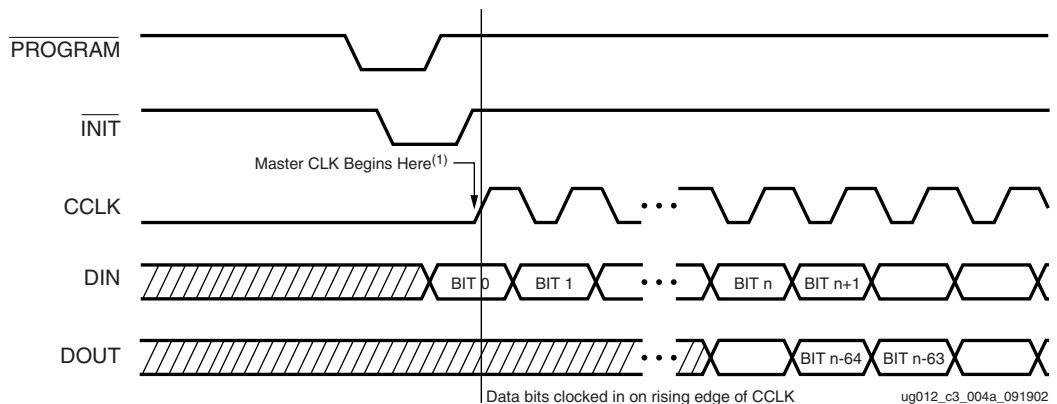 PROGRAM
INIT
Master CLK Begins Here(1)
CCLK
DIN
BIT 0
BIT 1
BIT n
BIT n+1
DOUT
BIT n-64
BIT n-63
Data bits clocked in on rising edge of CCLK
ug012_c3_004a_091902